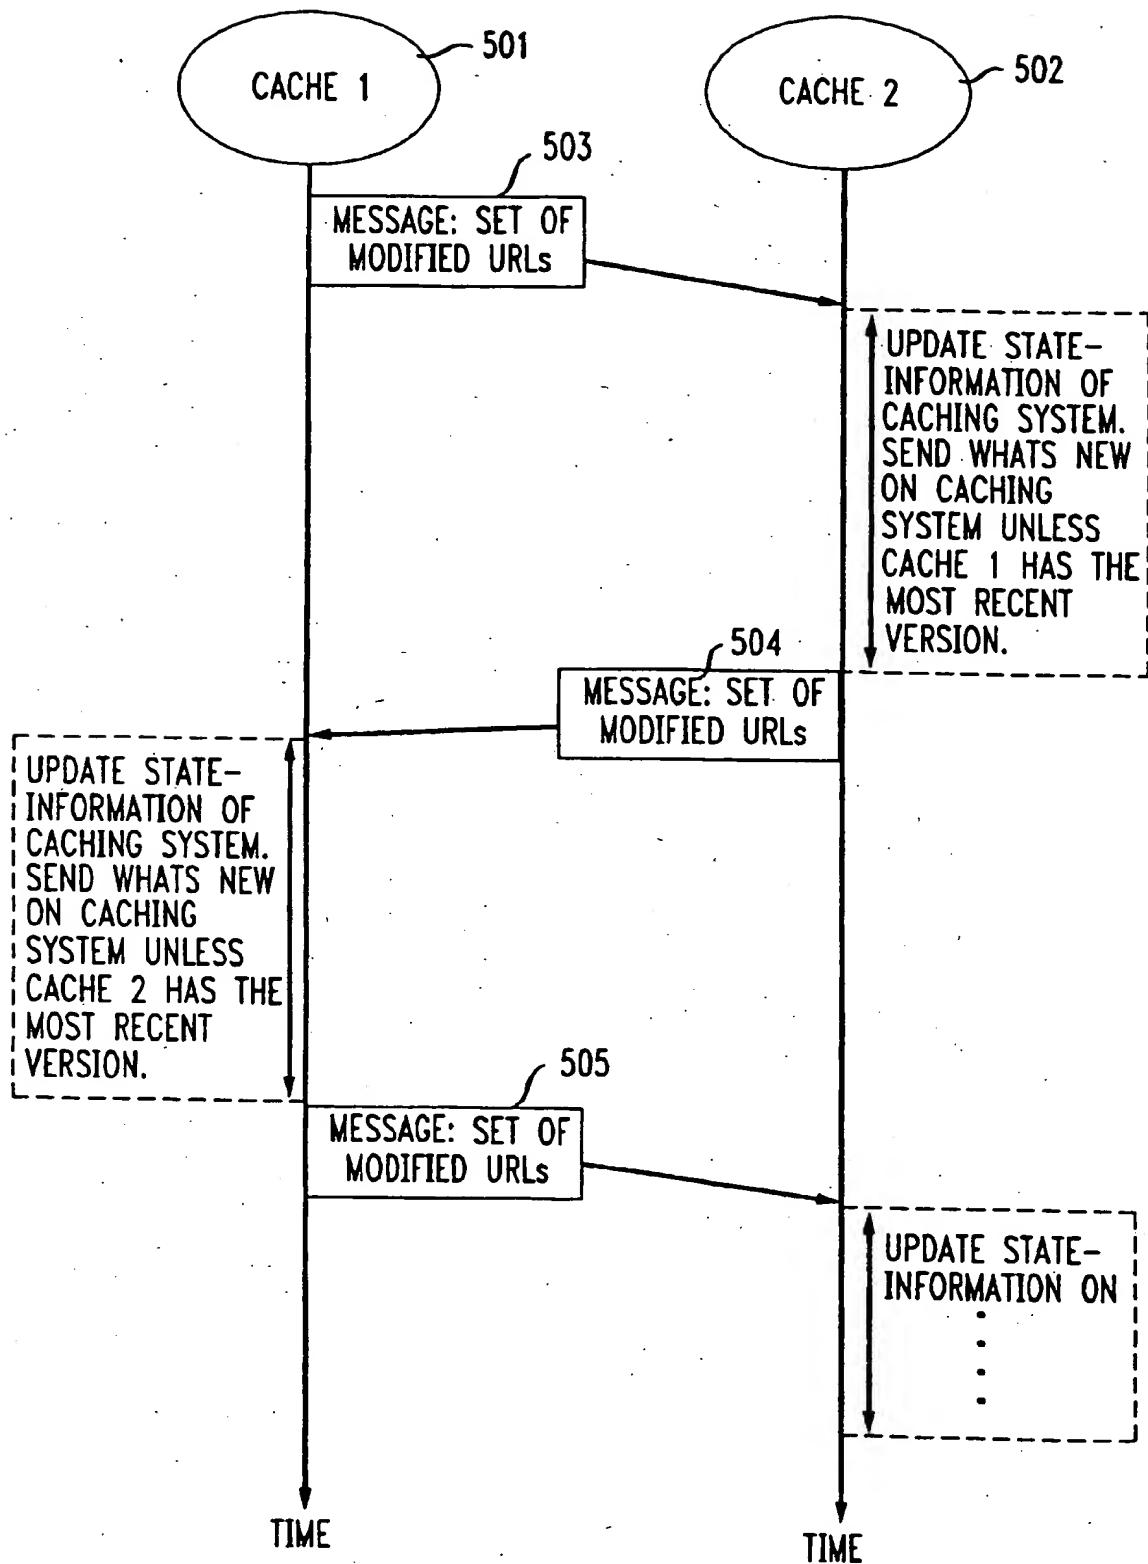 501
CACHE 1
502
CACHE 2
503
MESSAGE: SET OF
MODIFIED URLs
UPDATE STATE-
INFORMATION OF
CACHING SYSTEM.
SEND WHATS NEW
ON CACHING
SYSTEM UNLESS
CACHE 1 HAS THE
MOST RECENT
VERSION.
504
MESSAGE: SET OF
MODIFIED URLs
UPDATE STATE-
INFORMATION OF
CACHING SYSTEM.
SEND WHATS NEW
ON CACHING
SYSTEM UNLESS
CACHE 2 HAS THE
MOST RECENT
VERSION.
505
MESSAGE: SET OF
MODIFIED URLs
UPDATE STATE-
INFORMATION ON
TIME
TIME